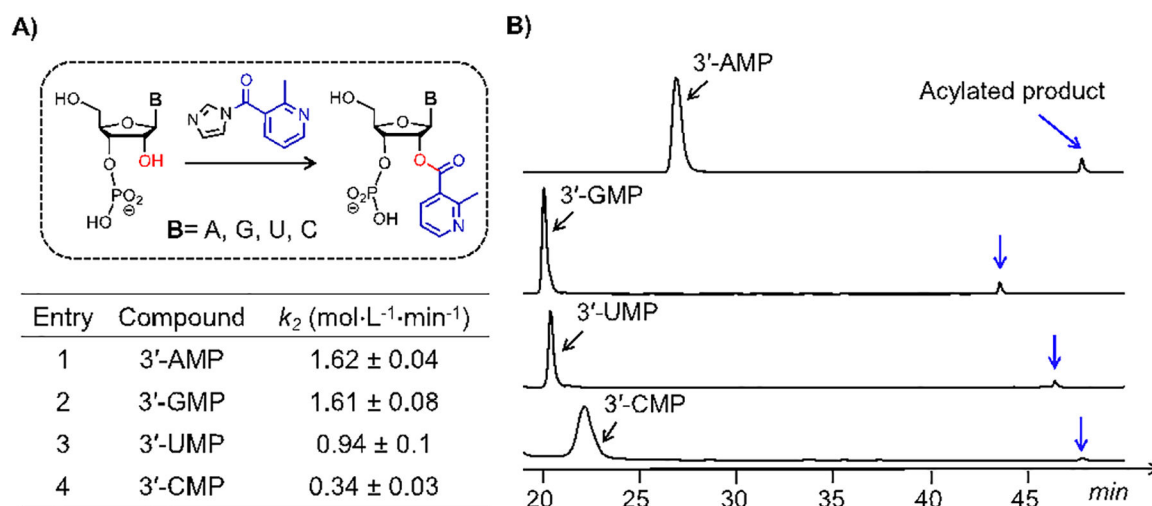 A)
HO
B
O
OH
O
PO₂
⊖
HO
N
N
O
N
HO
B
O
O
O
O
PO₂
⊖
OH
N
B= A, G, U, C
Entry Compound k₂ (mol·L⁻¹·min⁻¹)
1 3′-AMP 1.62 ± 0.04
2 3′-GMP 1.61 ± 0.08
3 3′-UMP 0.94 ± 0.1
4 3′-CMP 0.34 ± 0.03
B)
3′-AMP
Acylated product
3′-GMP
3′-UMP
3′-CMP
20 25 30 35 40 45 min